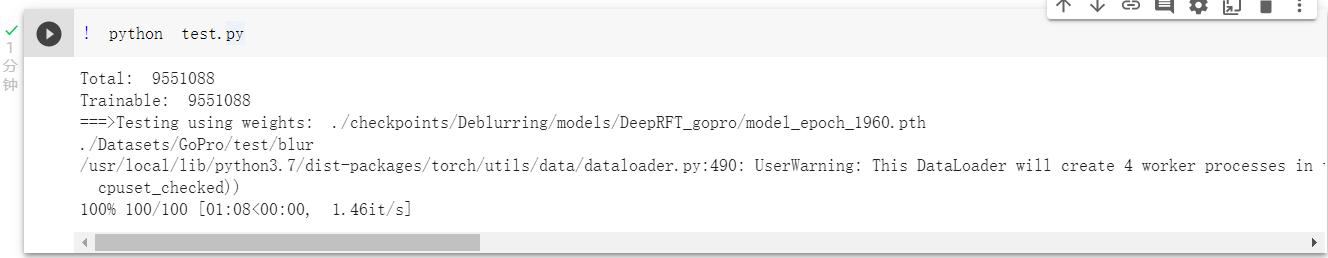 1
分
钟
! python test.py
Total: 9551088
Trainable: 9551088
===>Testing using weights: ./checkpoints/Deblurring/models/DeepRFT_gopro/model_epoch_1960.pth
./Datasets/GoPro/test/blur
/usr/local/lib/python3.7/dist-packages/torch/utils/data/dataloader.py:490: UserWarning: This DataLoader will create 4 worker processes in
cpuset_checked))
100% 100/100 [01:08<00:00, 1.46it/s]